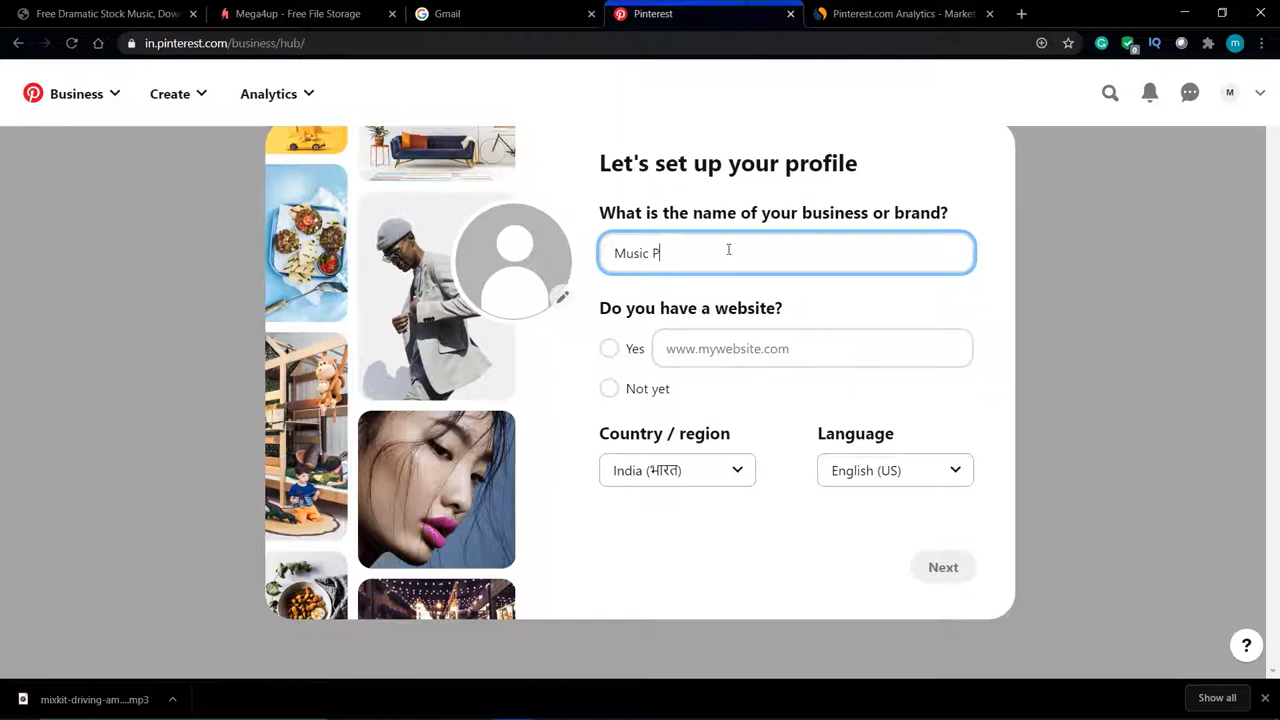 Free Dramatic Stock Music, Dow
Mega4up - Free File Storage
Gmail
Pinterest
Pinterest.com Analytics - Market
in.pinterest.com/business/hub/
Business
Create
Analytics
M
Let's set up your profile
What is the name of your business or brand?
Music P
Do you have a website?
Yes
www.mywebsite.com
Not yet
Country / region
Language
India (भारत)
English (US)
Next
?
mixkit-driving-am....mp3
Show all